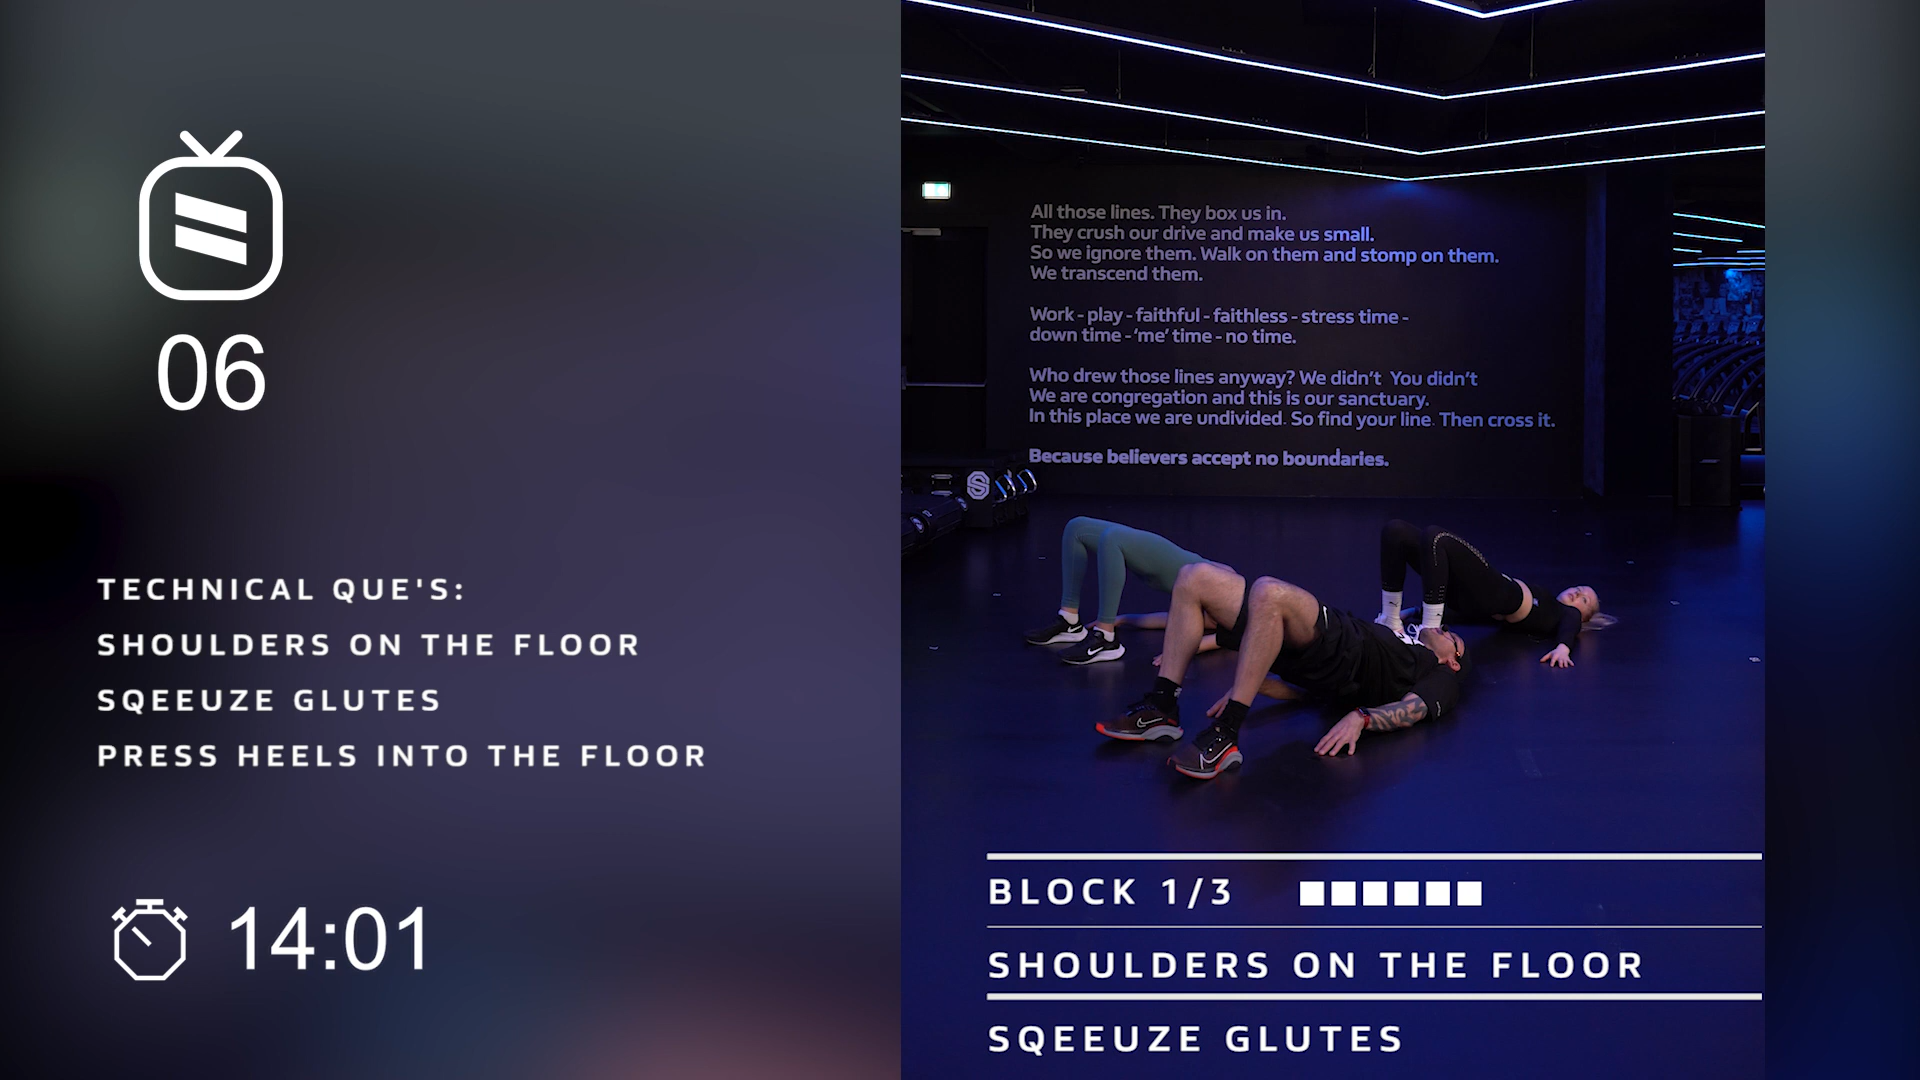 06
TECHNICAL QUE'S:
SHOULDERS ON THE FLOOR
SQEEUZE GLUTES
PRESS HEELS INTO THE FLOOR
14:01
All those lines. They box us in.
They crush our drive and make us small.
So we ignore them. Walk on them and stomp on them.
We transcend them.
Work - play - faithful - faithless - stress time -
down time - 'me' time - no time.
Who drew those lines anyway? We didn't You didn't
We are congregation and this is our sanctuary.
In this place we are undivided. So find your line. Then cross it.
Because believers accept no boundaries.
BLOCK 1/3
SHOULDERS ON THE FLOOR
SQEEUZE GLUTES